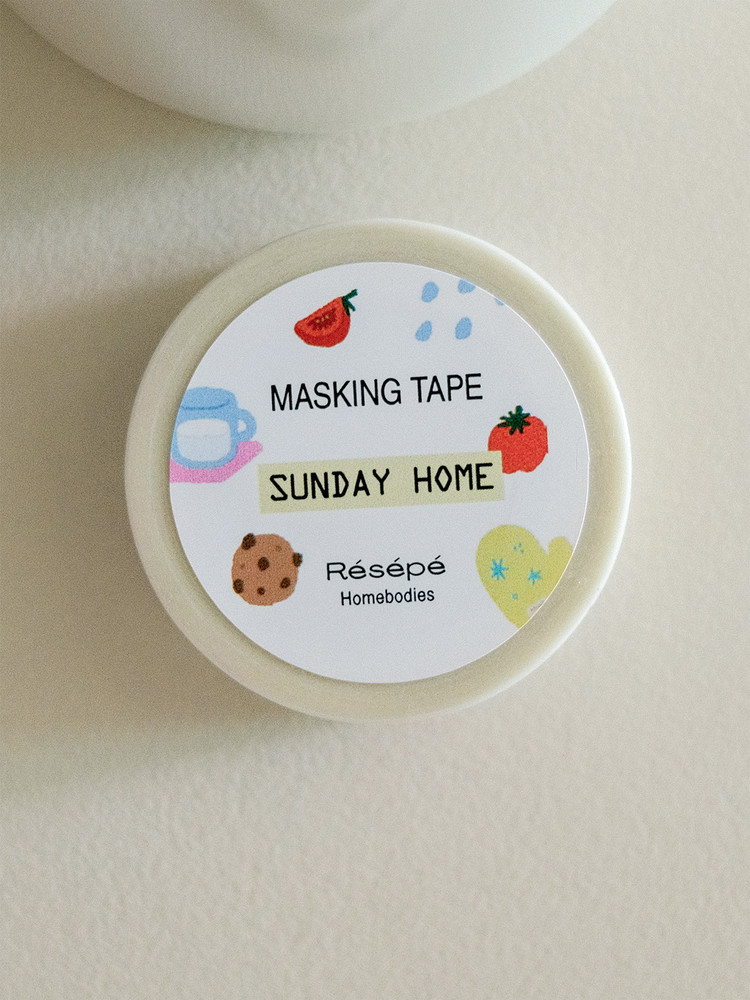 MASKING TAPE
SUNDAY HOME
Résépé
Homebodies